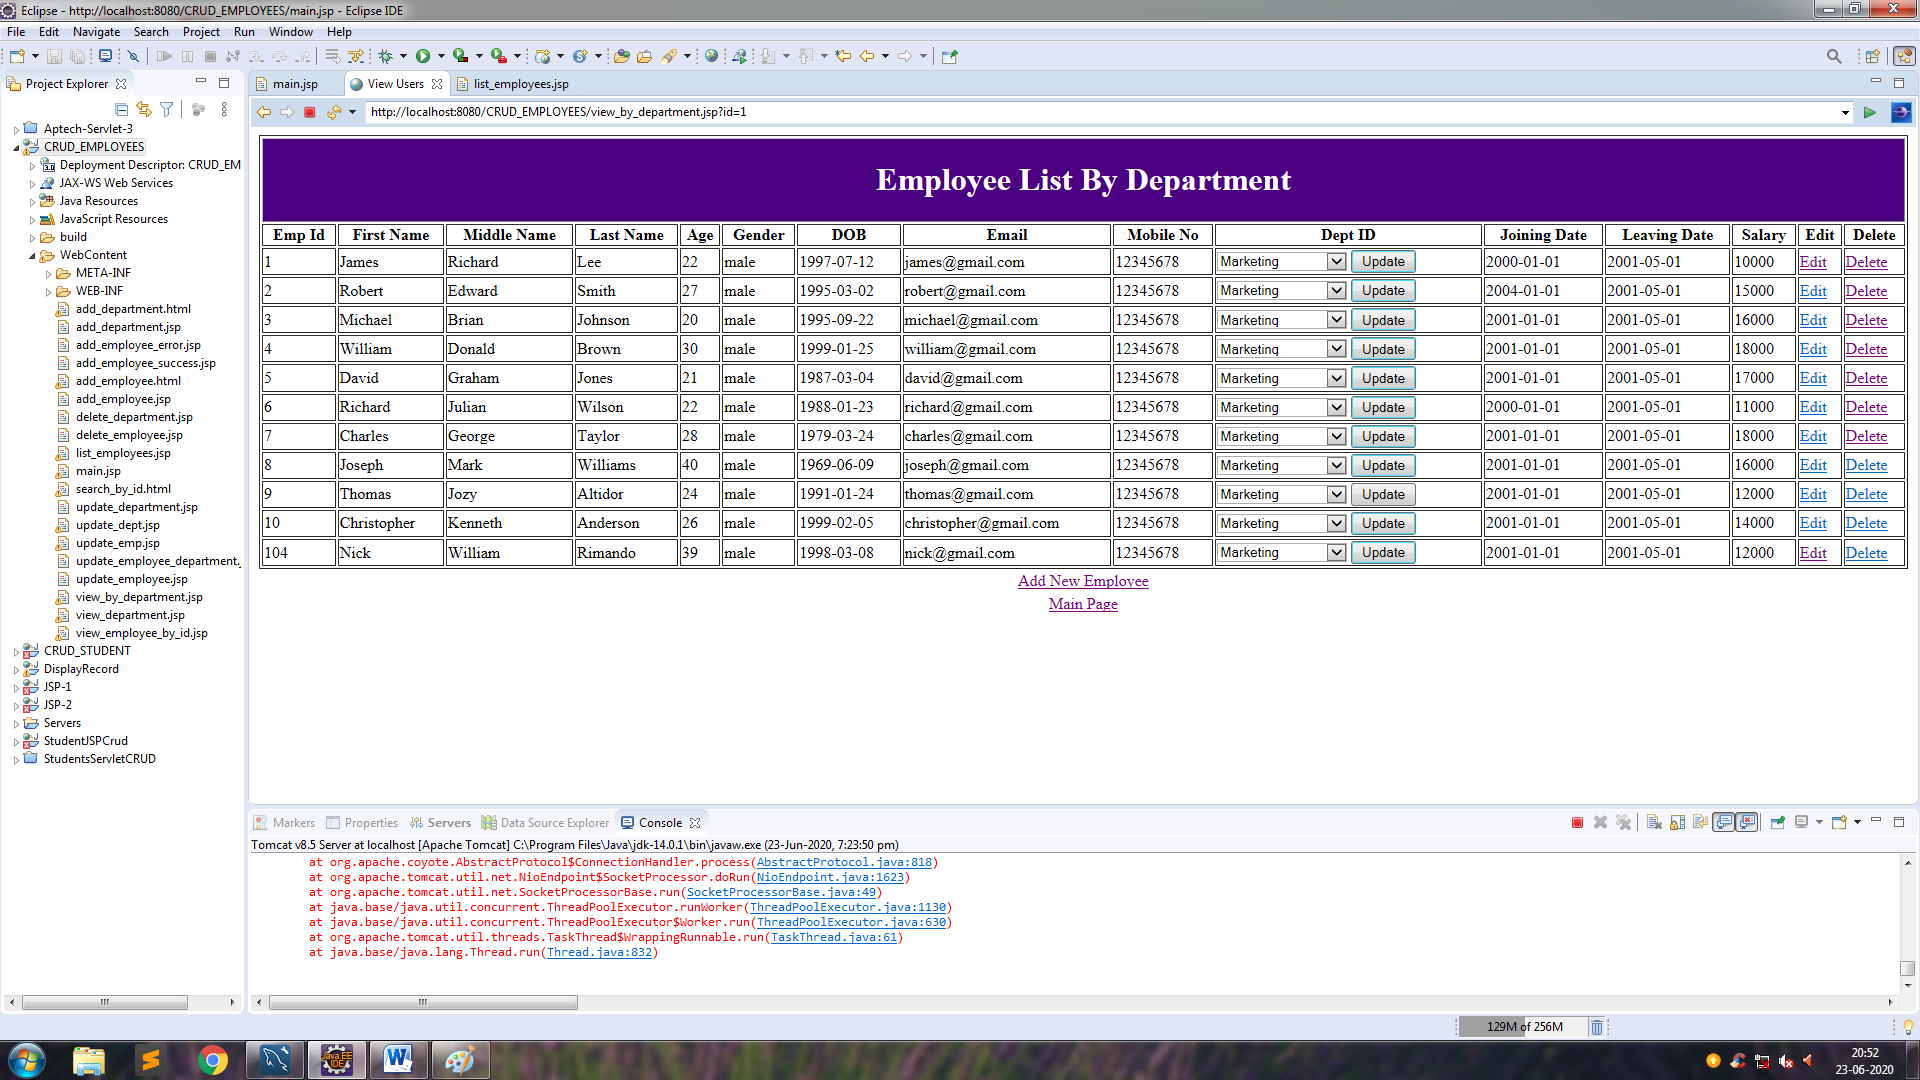 Eclipse - http://localhost:8080/CRUD_EMPLOYEES/main.jsp - Eclipse IDE
File Edit Navigate Search Project Run Window Help
Project Explorer
main.jsp View Users list_employees.jsp
http://localhost:8080/CRUD_EMPLOYEES/view_by_department.jsp?id=1
Aptech-Servlet-3
CRUD_EMPLOYEES
Deployment Descriptor: CRUD_EM
JAX-WS Web Services
Java Resources
JavaScript Resources
build
WebContent
META-INF
WEB-INF
add_department.html
add_department.jsp
add_employee_error.jsp
add_employee_success.jsp
add_employee.html
add_employee.jsp
delete_department.jsp
delete_employee.jsp
list_employees.jsp
main.jsp
search_by_id.html
update_department.jsp
update_dept.jsp
update_emp.jsp
update_employee_department.
update_employee.jsp
view_by_department.jsp
view_department.jsp
view_employee_by_id.jsp
CRUD_STUDENT
DisplayRecord
JSP-1
JSP-2
Servers
StudentJSPCrud
StudentsServletCRUD
Employee List By Department
Emp Id First Name Middle Name Last Name Age Gender DOB Email Mobile No Dept ID Joining Date Leaving Date Salary Edit Delete
1 James Richard Lee 22 male 1997-07-12 james@gmail.com 12345678 Marketing Update 2000-01-01 2001-05-01 10000 Edit Delete
2 Robert Edward Smith 27 male 1995-03-02 robert@gmail.com 12345678 Marketing Update 2004-01-01 2001-05-01 15000 Edit Delete
3 Michael Brian Johnson 20 male 1995-09-22 michael@gmail.com 12345678 Marketing Update 2001-01-01 2001-05-01 16000 Edit Delete
4 William Donald Brown 30 male 1999-01-25 william@gmail.com 12345678 Marketing Update 2001-01-01 2001-05-01 18000 Edit Delete
5 David Graham Jones 21 male 1987-03-04 david@gmail.com 12345678 Marketing Update 2001-01-01 2001-05-01 17000 Edit Delete
6 Richard Julian Wilson 22 male 1988-01-23 richard@gmail.com 12345678 Marketing Update 2000-01-01 2001-05-01 11000 Edit Delete
7 Charles George Taylor 28 male 1979-03-24 charles@gmail.com 12345678 Marketing Update 2001-01-01 2001-05-01 18000 Edit Delete
8 Joseph Mark Williams 40 male 1969-06-09 joseph@gmail.com 12345678 Marketing Update 2001-01-01 2001-05-01 16000 Edit Delete
9 Thomas Jozy Altidor 24 male 1991-01-24 thomas@gmail.com 12345678 Marketing Update 2001-01-01 2001-05-01 12000 Edit Delete
10 Christopher Kenneth Anderson 26 male 1999-02-05 christopher@gmail.com 12345678 Marketing Update 2001-01-01 2001-05-01 14000 Edit Delete
104 Nick William Rimando 39 male 1998-03-08 nick@gmail.com 12345678 Marketing Update 2001-01-01 2001-05-01 12000 Edit Delete
Add New Employee
Main Page
Markers Properties Servers Data Source Explorer Console
Tomcat v8.5 Server at localhost [Apache Tomcat] C:\Program Files\Java\jdk-14.0.1\bin\javaw.exe (23-Jun-2020, 7:23:50 pm)
at org.apache.coyote.AbstractProtocol$ConnectionHandler.process(AbstractProtocol.java:818)
at org.apache.tomcat.util.net.NioEndpoint$SocketProcessor.doRun(NioEndpoint.java:1623)
at org.apache.tomcat.util.net.SocketProcessorBase.run(SocketProcessorBase.java:49)
at java.base/java.util.concurrent.ThreadPoolExecutor.runWorker(ThreadPoolExecutor.java:1130)
at java.base/java.util.concurrent.ThreadPoolExecutor$Worker.run(ThreadPoolExecutor.java:630)
at org.apache.tomcat.util.threads.TaskThread$WrappingRunnable.run(TaskThread.java:61)
at java.base/java.lang.Thread.run(Thread.java:832)
129M of 256M
Java EE
IDE
20:52
23-06-2020